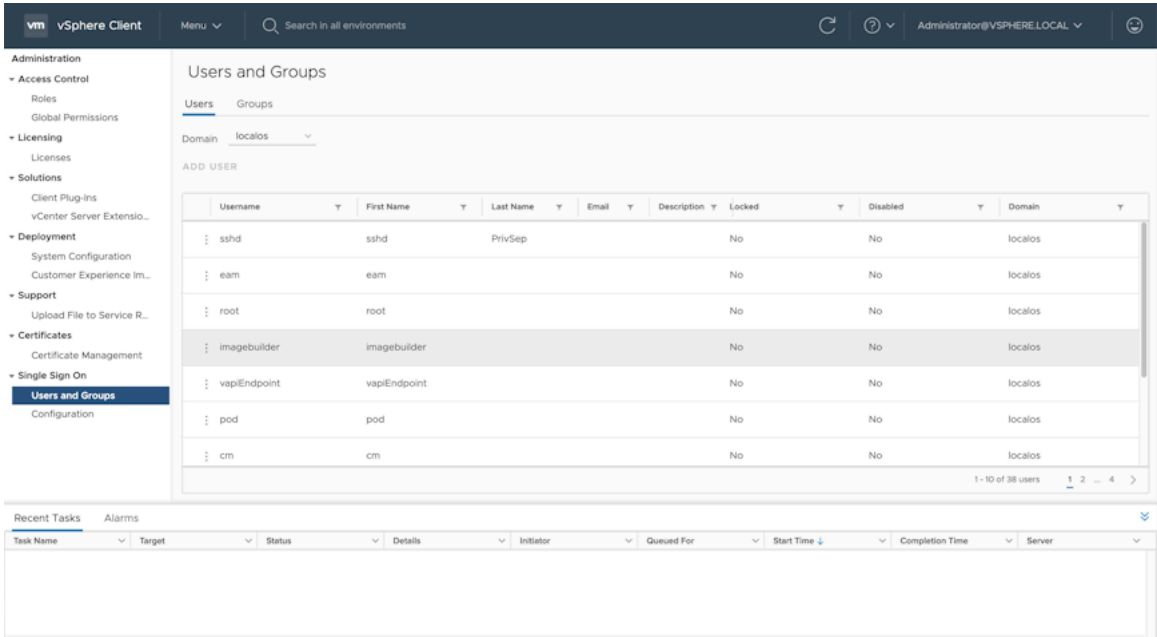 vm vSphere Client Menu Search in all environments Administrator@VSPHERE.LOCAL
Administration
Access Control
Roles
Global Permissions
Licensing
Licenses
Solutions
Client Plug-Ins
vCenter Server Extensio...
Deployment
System Configuration
Customer Experience Im...
Support
Upload File to Service R...
Certificates
Certificate Management
Single Sign On
Users and Groups
Configuration
Users and Groups
Users Groups
Domain localos
ADD USER
Username First Name Last Name Email Description Locked Disabled Domain
sshd sshd PrivSep No No localos
eam eam No No localos
root root No No localos
imagebuilder imagebuilder No No localos
vapiEndpoint vapiEndpoint No No localos
pod pod No No localos
cm cm No No localos
1 - 10 of 38 users 1 2 ... 4
Recent Tasks Alarms
Task Name Target Status Details Initiator Queued For Start Time Completion Time Server